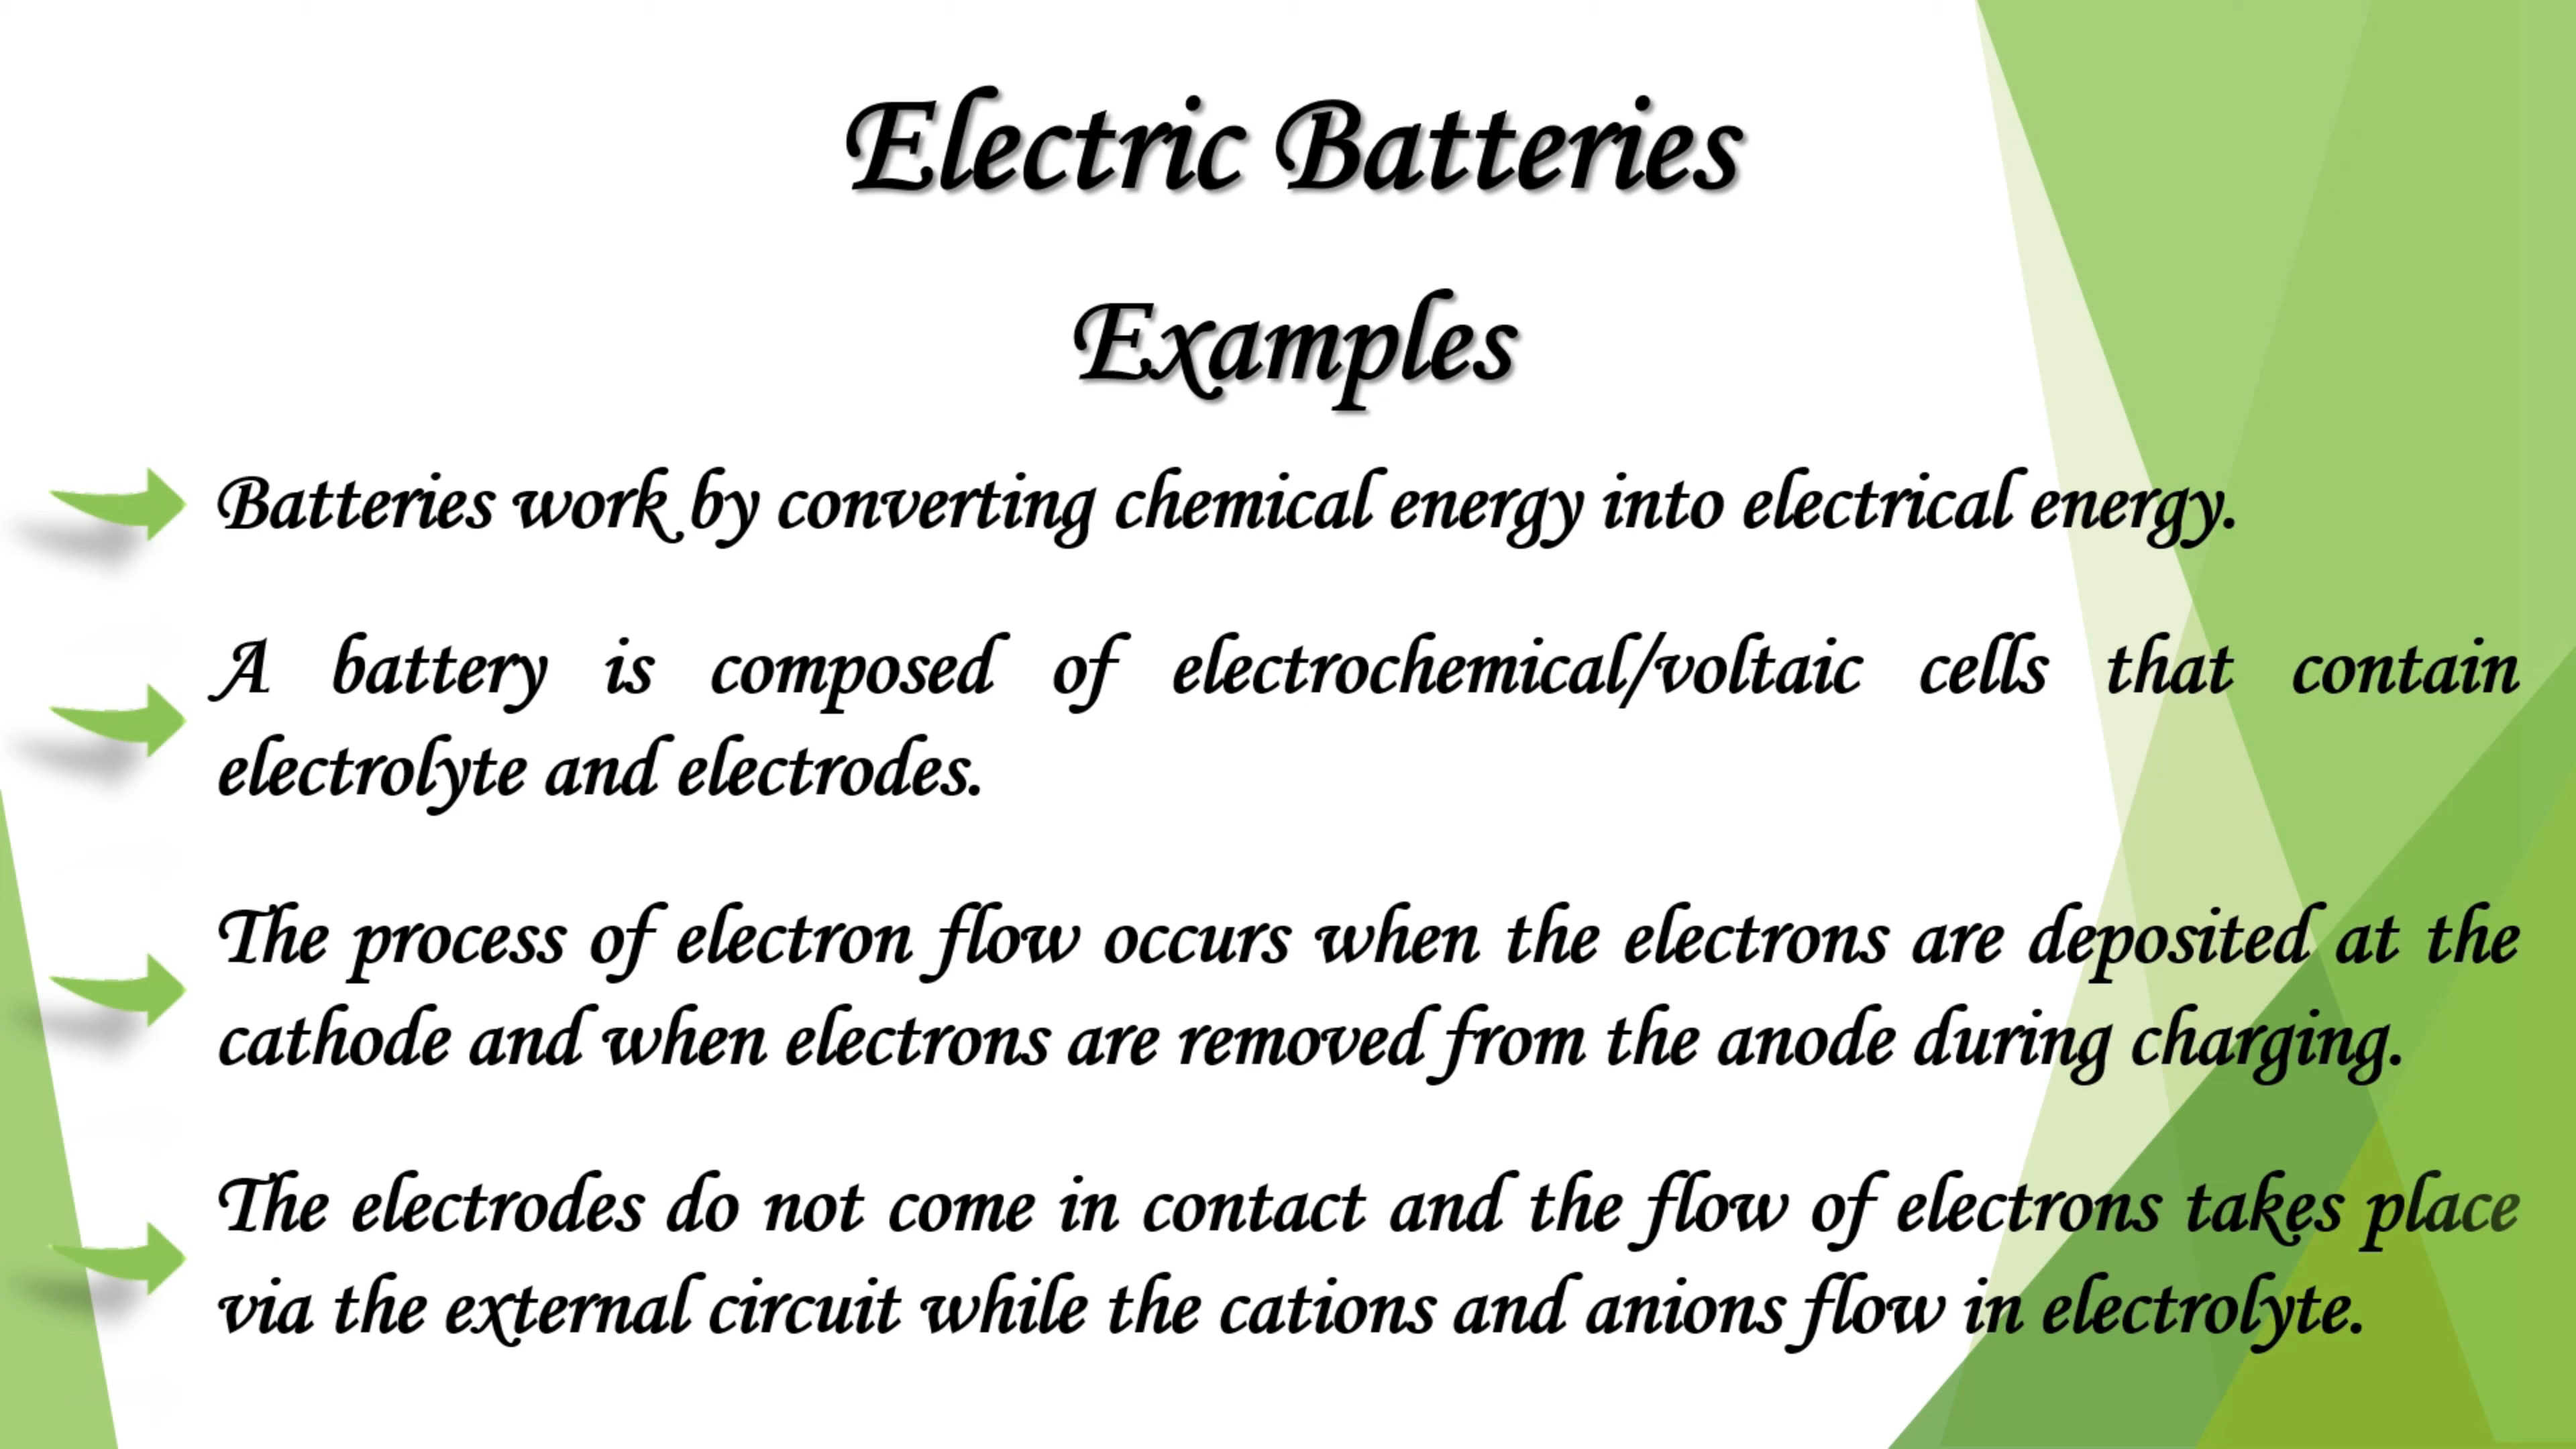 Electric Batteries
Examples
Batteries work by converting chemical energy into electrical energy.
A battery is composed of electrochemical/voltaic cells that contain
electrolyte and electrodes.
The process of electron flow occurs when the electrons are deposited at the
cathode and when electrons are removed from the anode during charging.
The electrodes do not come in contact and the flow of electrons takes place
via the external circuit while the cations and anions flow in electrolyte.